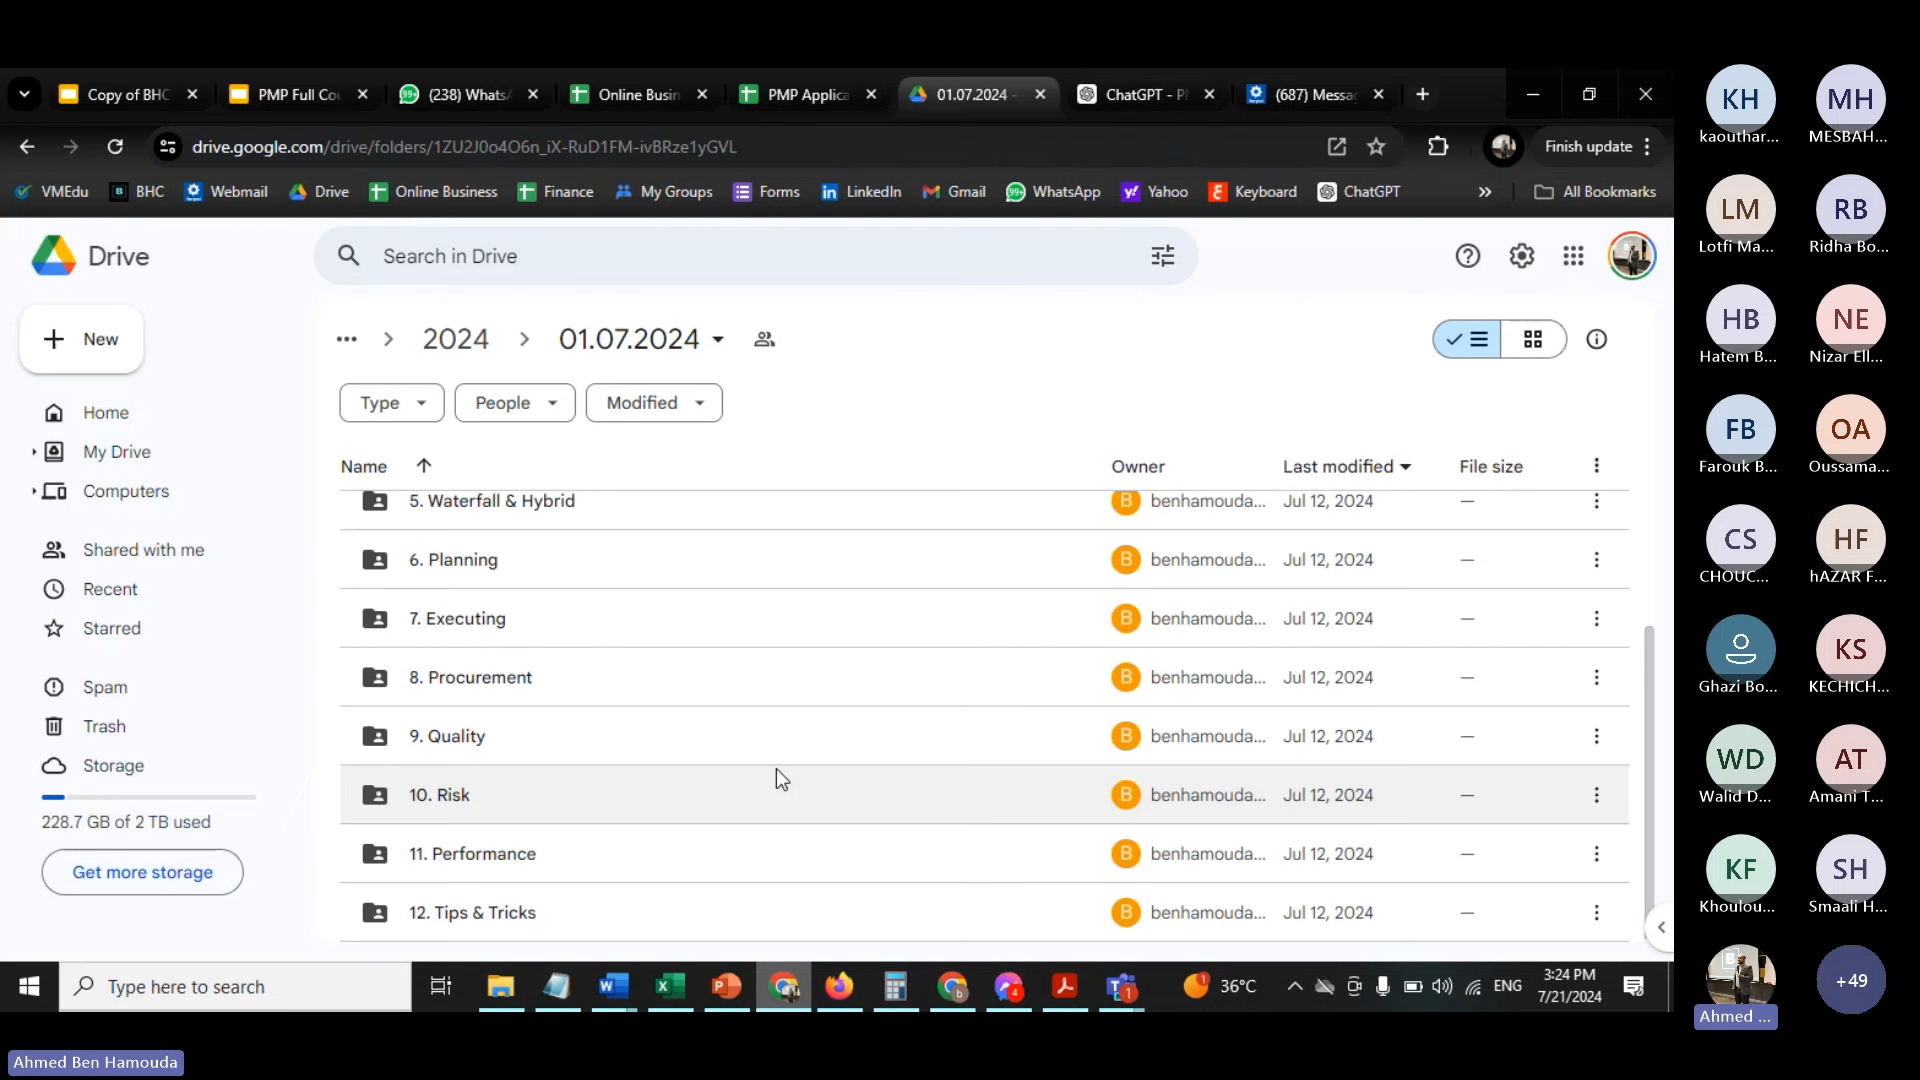 Copy of BHC
PMP Full Co
(238) Whats
Online Busin
PMP Applica
01.07.2024 -
ChatGPT - P
(687) Messa
drive.google.com/drive/folders/1ZU2J0o4O6n_iX-RuD1FM-ivBRze1yGVL
Finish update
VMEdu
BHC
Webmail
Drive
Online Business
Finance
My Groups
Forms
LinkedIn
Gmail
WhatsApp
Yahoo
Keyboard
ChatGPT
All Bookmarks
Drive
Search in Drive
New
Home
My Drive
Computers
Shared with me
Recent
Starred
Spam
Trash
Storage
228.7 GB of 2 TB used
Get more storage
2024
01.07.2024
Type
People
Modified
Name Owner Last modified File size
5. Waterfall & Hybrid B benhamouda... Jul 12, 2024 —
6. Planning B benhamouda... Jul 12, 2024 —
7. Executing B benhamouda... Jul 12, 2024 —
8. Procurement B benhamouda... Jul 12, 2024 —
9. Quality B benhamouda... Jul 12, 2024 —
10. Risk B benhamouda... Jul 12, 2024 —
11. Performance B benhamouda... Jul 12, 2024 —
12. Tips & Tricks B benhamouda... Jul 12, 2024 —
Type here to search
36°C
ENG
3:24 PM
7/21/2024
KH
kaouthar...
MH
MESBAH...
LM
Lotfi Ma...
RB
Ridha Bo...
HB
Hatem B...
NE
Nizar Ell...
FB
Farouk B...
OA
Oussama...
CS
CHOUC...
HF
hAZAR F...
Ghazi Bo...
KS
KECHICH...
WD
Walid D...
AT
Amani T...
KF
Khoulou...
SH
Smaali H...
Ahmed ...
+49
Ahmed Ben Hamouda